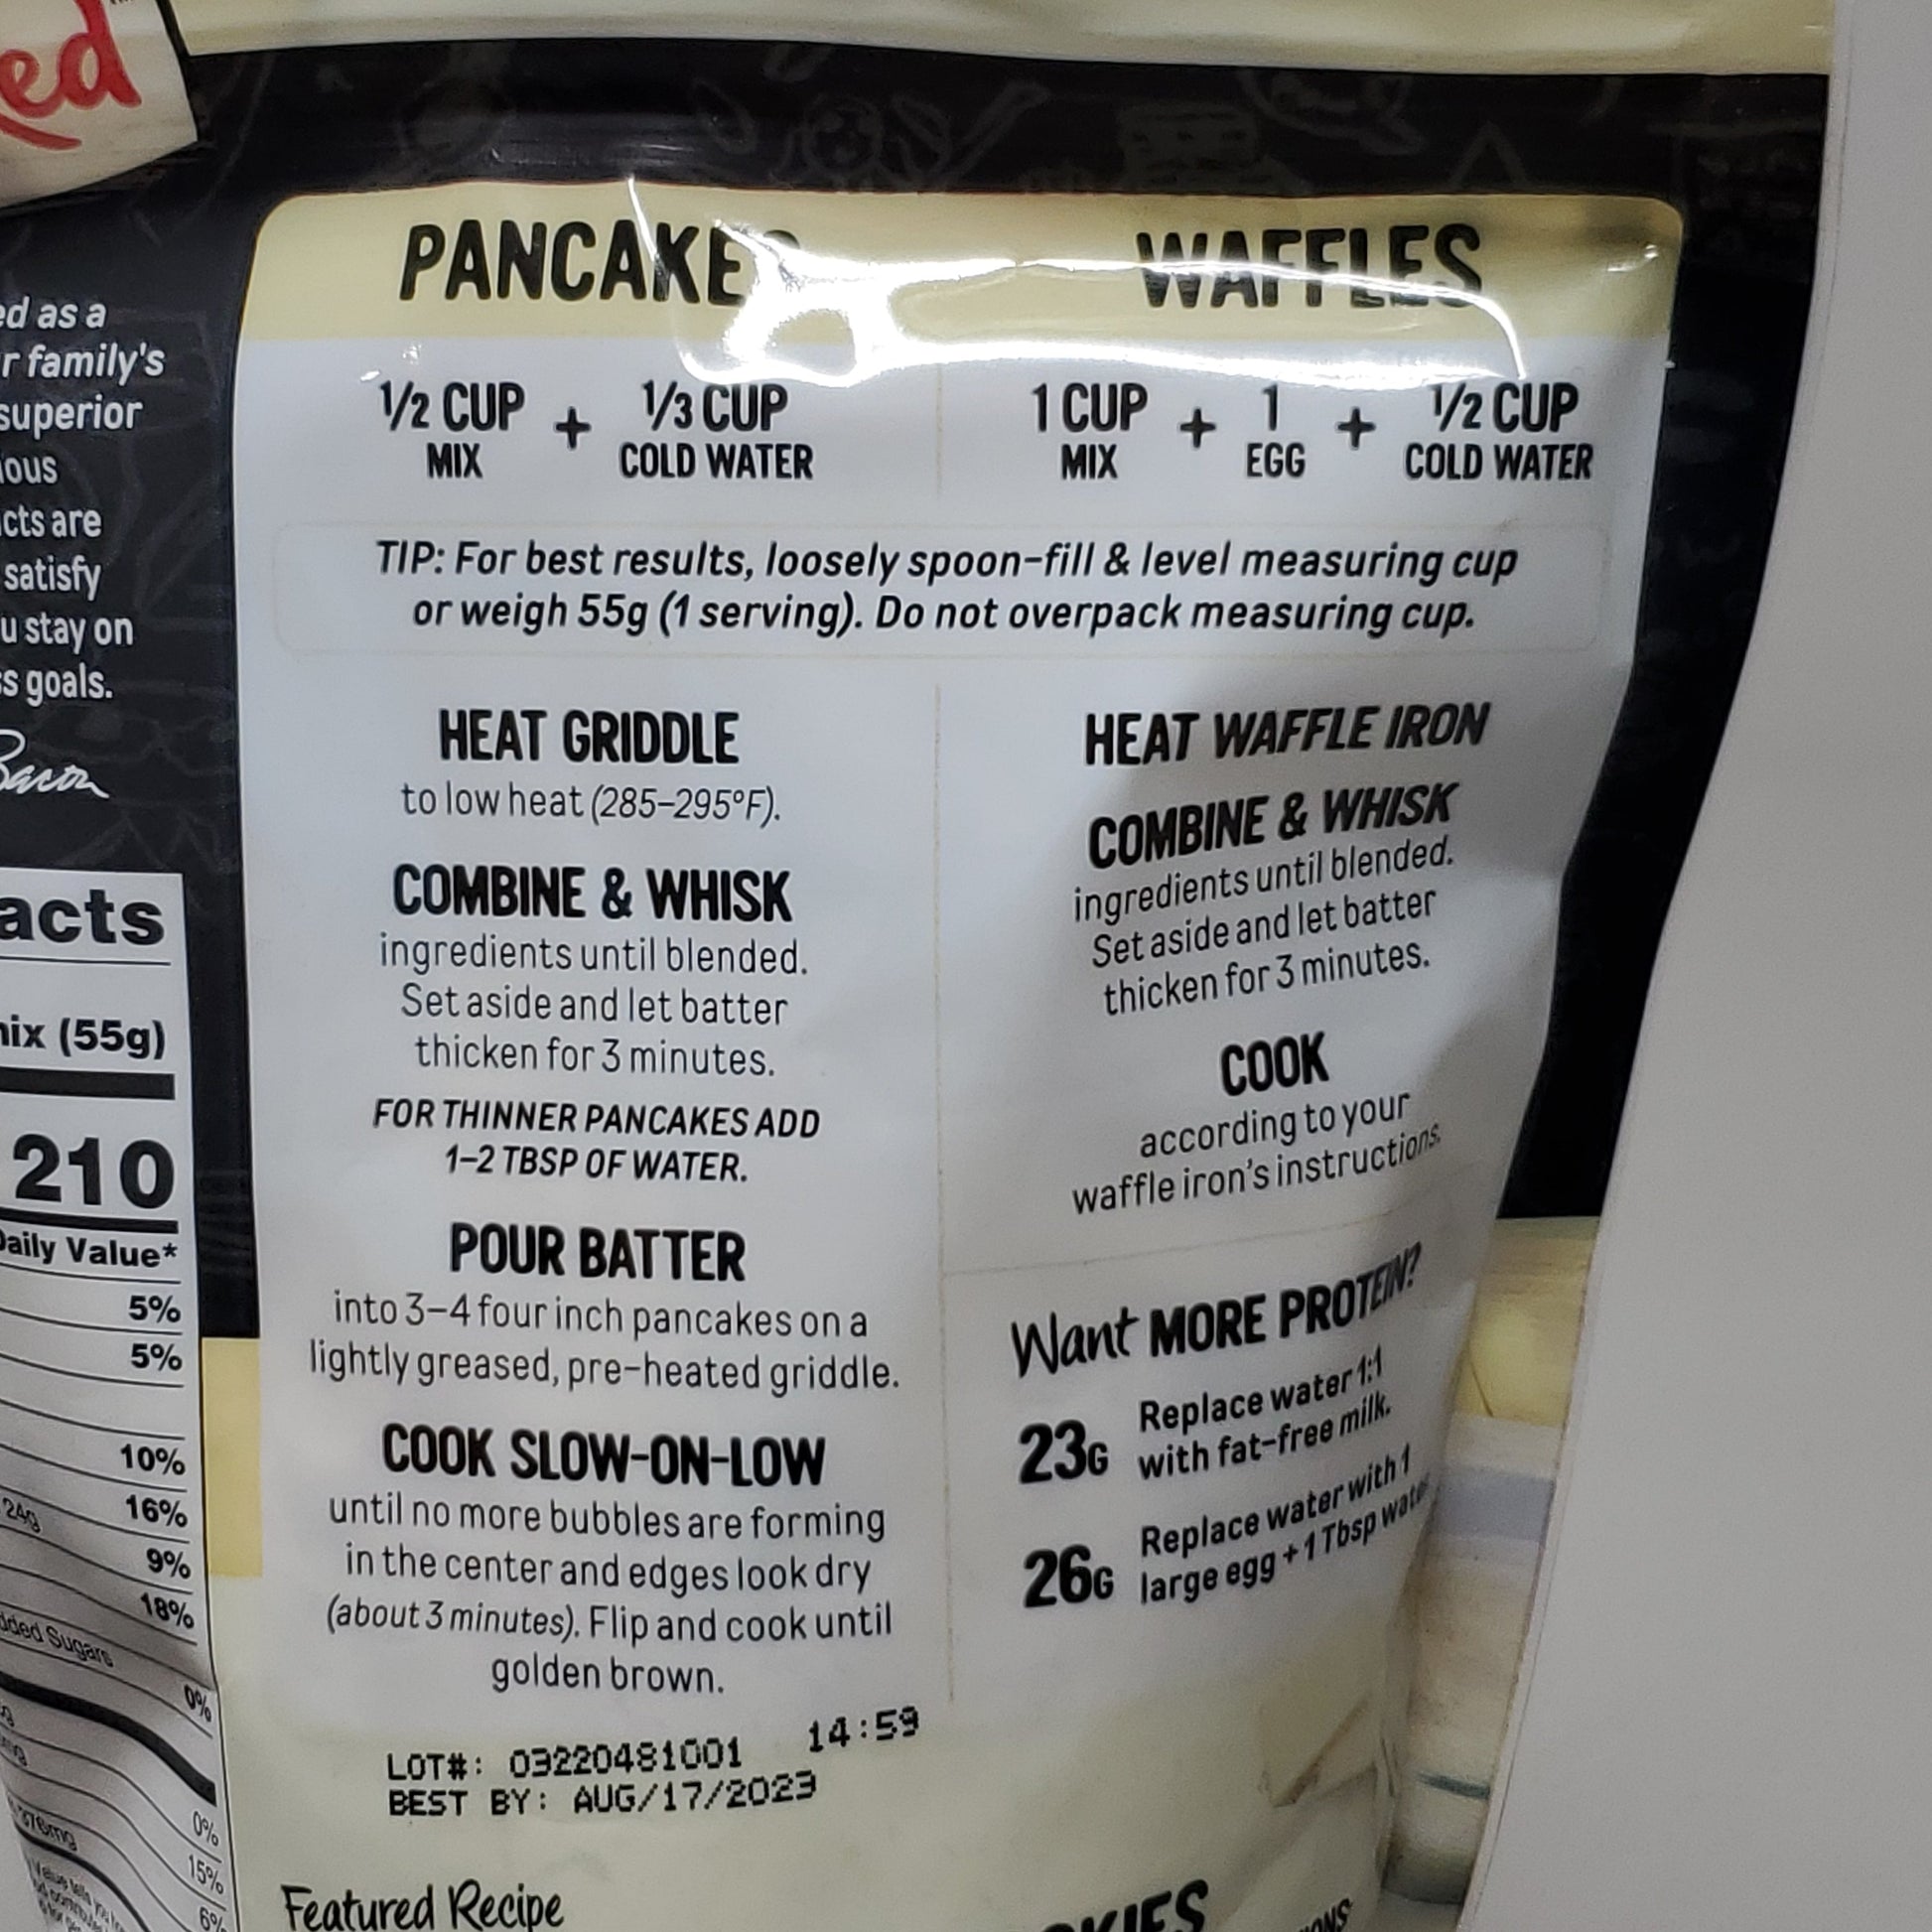 ed
ed as a
r family's
superior
ious
cts are
satisfy
u stay on
ss goals.
Bacon
acts
mix (55g)
210
Daily Value*
5%
5%
10%
16%
24g
9%
18%
dded Sugars
0%
0%
15%
376mg
6%
PANCAKES
1/2 CUP + 1/3 CUP
MIX COLD WATER
WAFFLES
1 CUP + 1 + 1/2 CUP
MIX EGG COLD WATER
TIP: For best results, loosely spoon-fill & level measuring cup
or weigh 55g (1 serving). Do not overpack measuring cup.
HEAT GRIDDLE
to low heat (285-295°F).
COMBINE & WHISK
ingredients until blended.
Set aside and let batter
thicken for 3 minutes.
FOR THINNER PANCAKES ADD
1-2 TBSP OF WATER.
POUR BATTER
into 3-4 four inch pancakes on a
lightly greased, pre-heated griddle.
COOK SLOW-ON-LOW
until no more bubbles are forming
in the center and edges look dry
(about 3 minutes). Flip and cook until
golden brown.
HEAT WAFFLE IRON
COMBINE & WHISK
ingredients until blended.
Set aside and let batter
thicken for 3 minutes.
COOK
according to your
waffle iron's instructions.
Want MORE PROTEIN?
23G Replace water 1:1
with fat-free milk.
26G Replace water with 1
large egg + 1 Tbsp water
14:59
LOT#: 03220481001
BEST BY: AUG/17/2023
Featured Recipe
OKIES
ONS